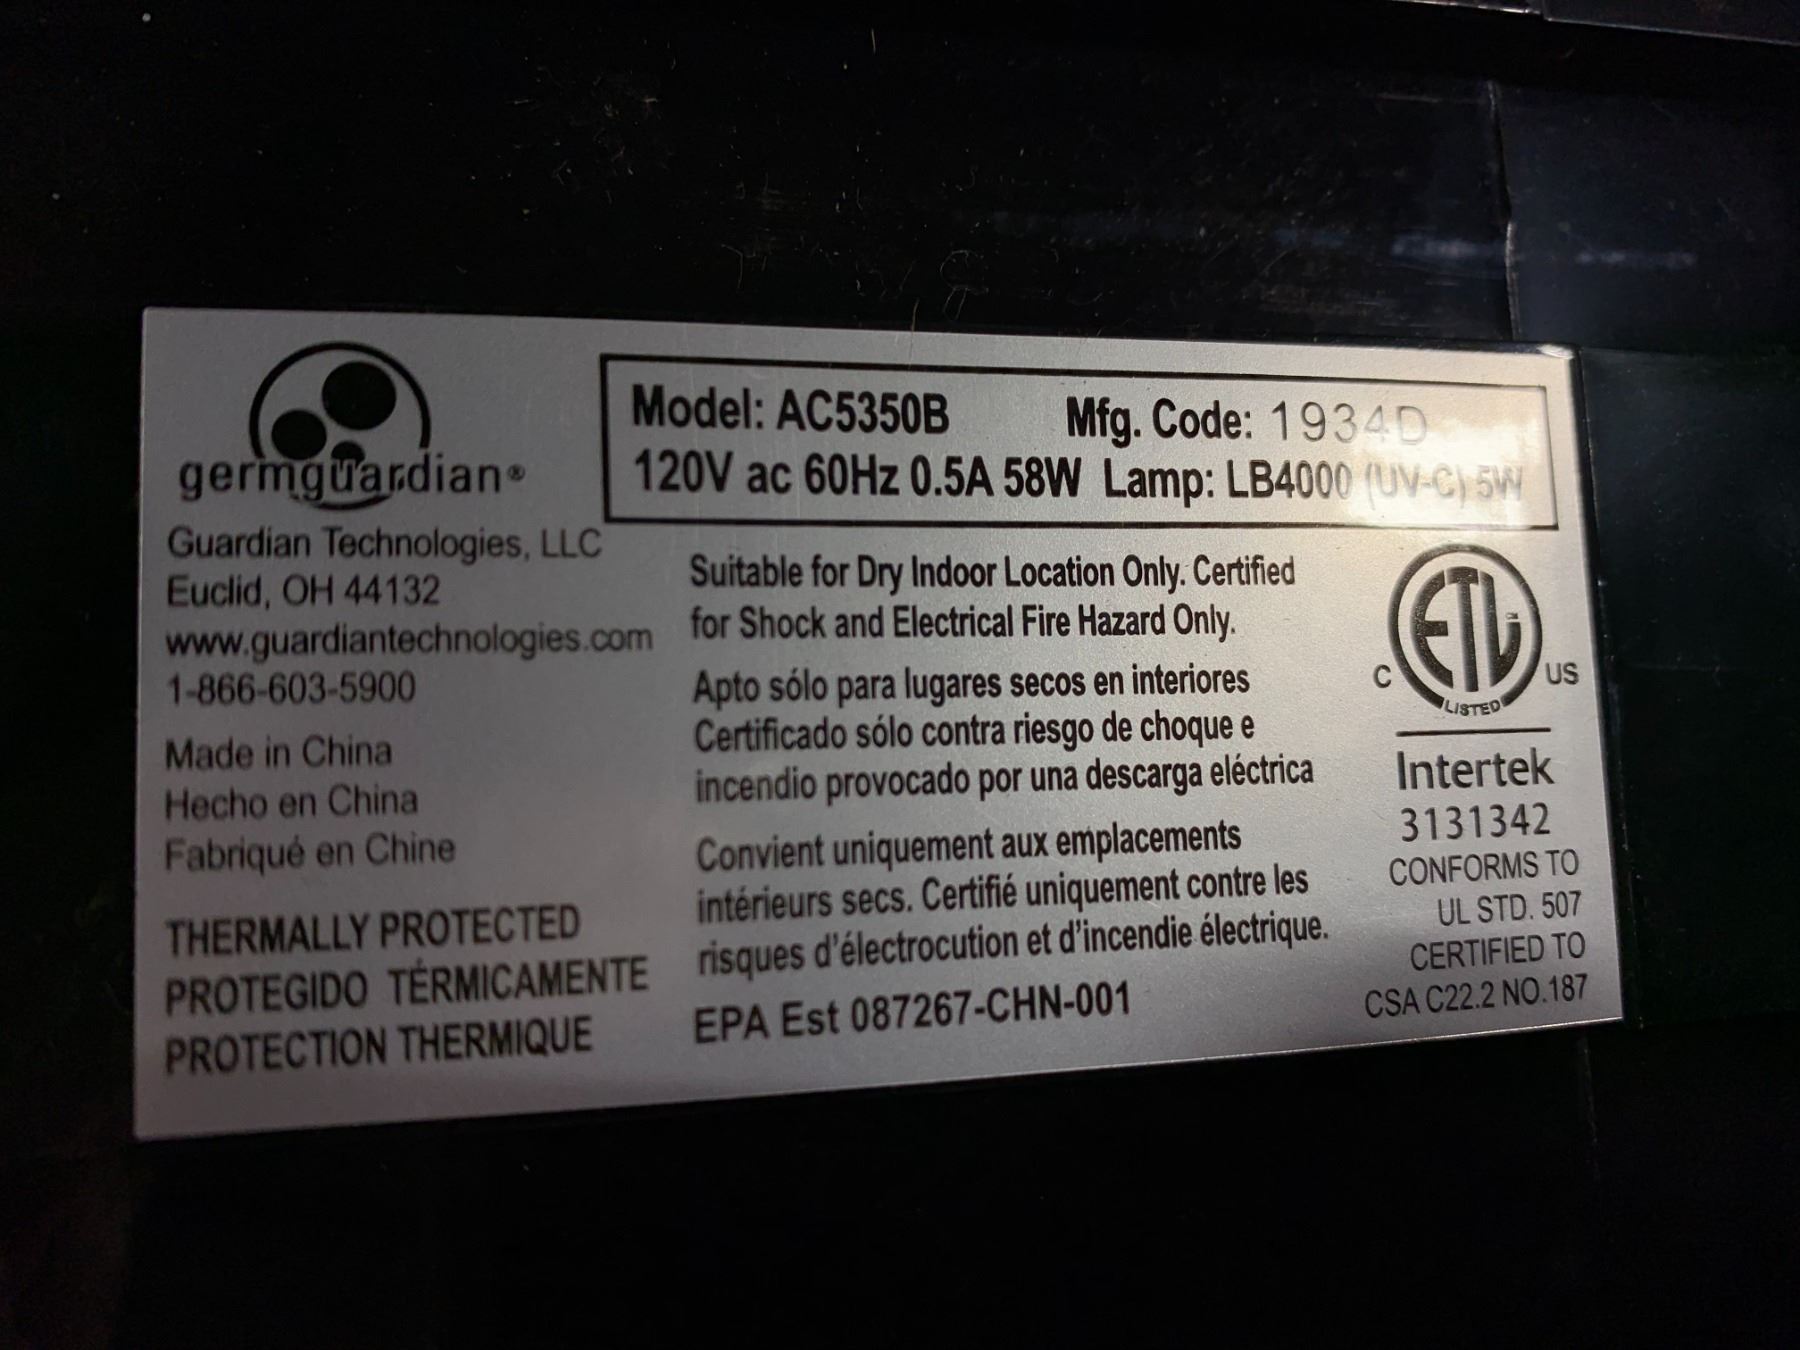 germguardian®
Guardian Technologies, LLC
Euclid, OH 44132
www.guardiantechnologies.com
1-866-603-5900
Made in China
Hecho en China
Fabriqué en Chine
THERMALLY PROTECTED
PROTEGIDO TÉRMICAMENTE
PROTECTION THERMIQUE
Model: AC5350B Mfg. Code: 1934D
120V ac 60Hz 0.5A 58W Lamp: LB4000 (UV-C) 5W
Suitable for Dry Indoor Location Only. Certified
for Shock and Electrical Fire Hazard Only.
Apto sólo para lugares secos en interiores
Certificado sólo contra riesgo de choque e
incendio provocado por una descarga eléctrica
Convient uniquement aux emplacements
intérieurs secs. Certifié uniquement contre les
risques d'électrocution et d'incendie électrique.
EPA Est 087267-CHN-001
ETL
C US
LISTED
Intertek
3131342
CONFORMS TO
UL STD. 507
CERTIFIED TO
CSA C22.2 NO.187